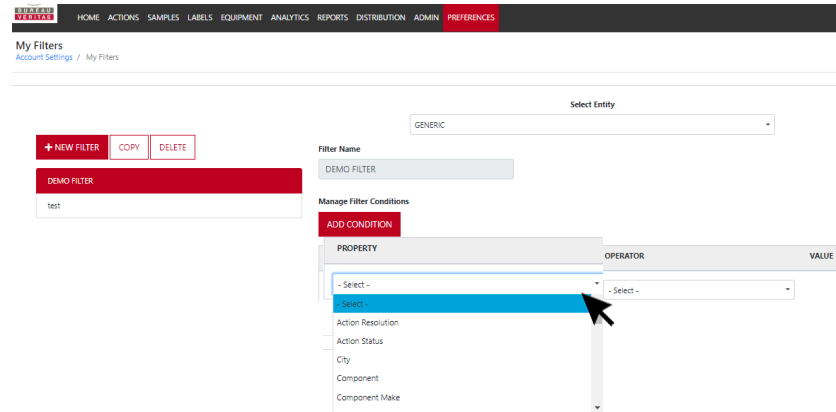 BUREAU
VERITAS
HOME ACTIONS SAMPLES LABELS EQUIPMENT ANALYTICS REPORTS DISTRIBUTION ADMIN PREFERENCES
My Filters
Account Settings / My Filters
Select Entity
GENERIC
+ NEW FILTER COPY DELETE
Filter Name
DEMO FILTER
DEMO FILTER
test
Manage Filter Conditions
ADD CONDITION
PROPERTY OPERATOR VALUE
- Select - - Select -
- Select -
Action Resolution
Action Status
City
Component
Component Make